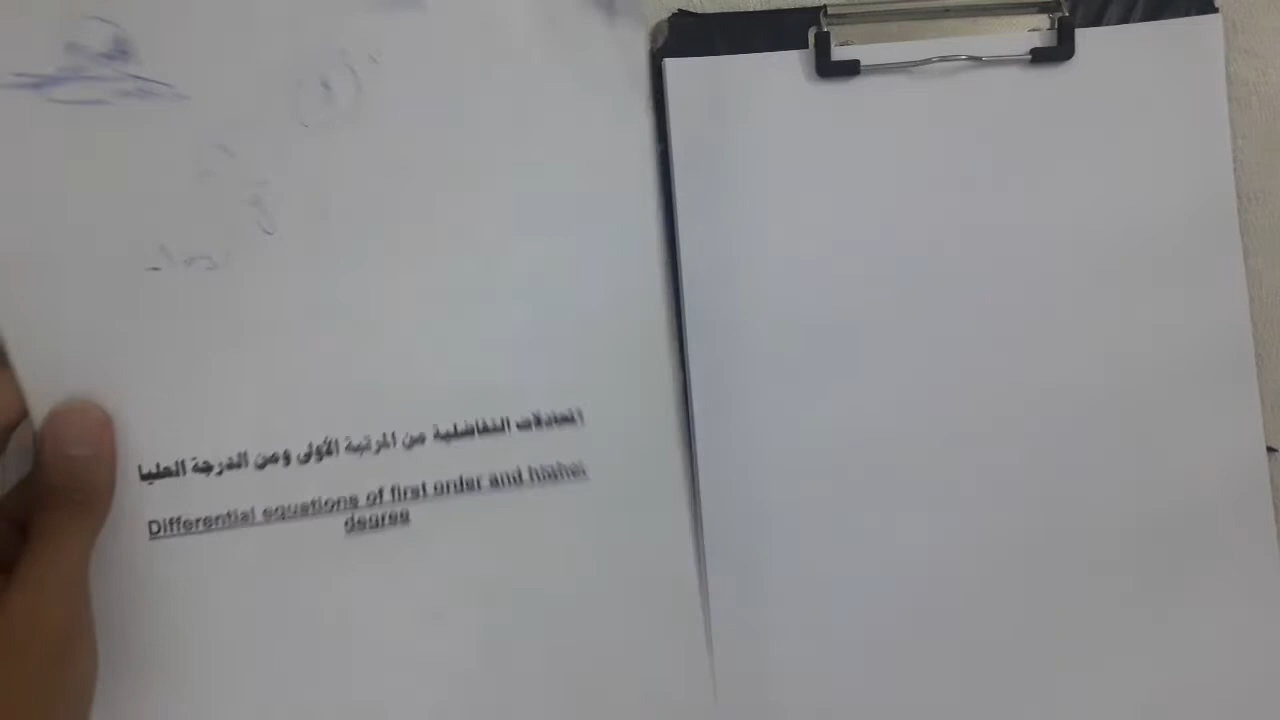 المعادلات التفاضلية من المرتبة الأولى ومن الدرجة العليا
Differential equations of first order and higher
degree